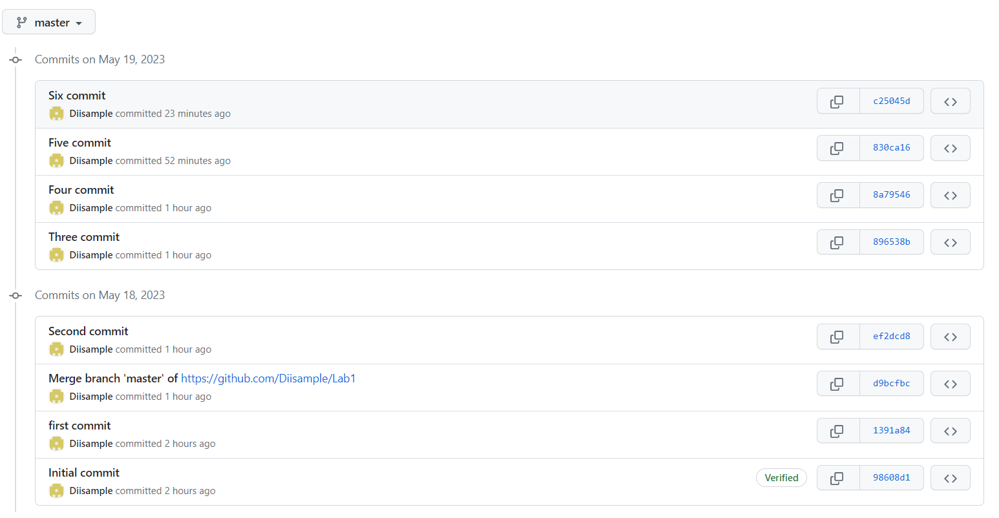 master
Commits on May 19, 2023
Six commit
Diisample committed 23 minutes ago
c25045d
Five commit
Diisample committed 52 minutes ago
830ca16
Four commit
Diisample committed 1 hour ago
8a79546
Three commit
Diisample committed 1 hour ago
896538b
Commits on May 18, 2023
Second commit
Diisample committed 1 hour ago
ef2dcd8
Merge branch 'master' of https://github.com/Diisample/Lab1
Diisample committed 1 hour ago
d9bcfbc
first commit
Diisample committed 2 hours ago
1391a84
Initial commit
Diisample committed 2 hours ago
Verified
98608d1